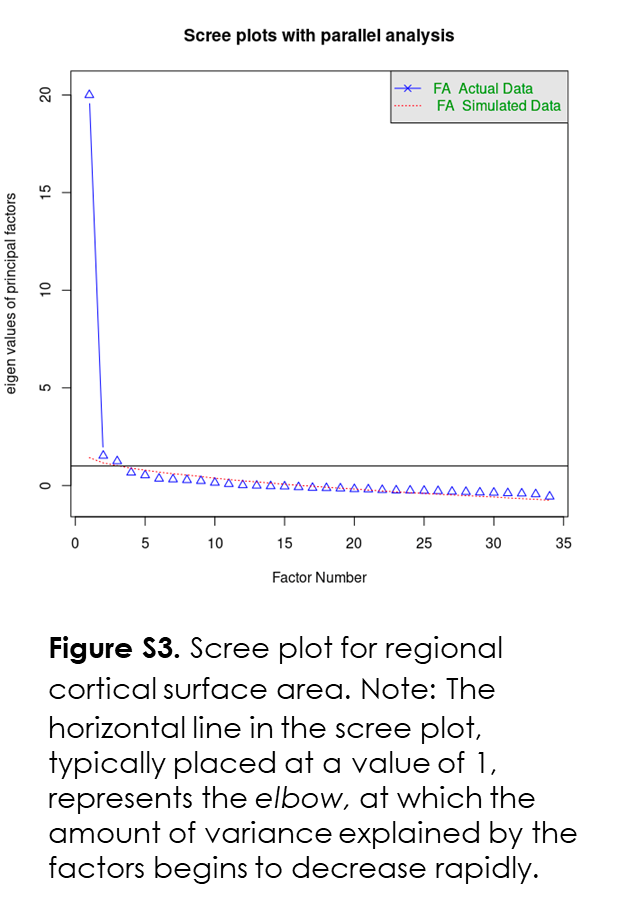 Scree plots with parallel analysis
FA Actual Data
FA Simulated Data
eigen values of principal factors
20
15
10
5
0
0 5 10 15 20 25 30 35
Factor Number
Figure S3. Scree plot for regional
cortical surface area. Note: The
horizontal line in the scree plot,
typically placed at a value of 1,
represents the elbow, at which the
amount of variance explained by the
factors begins to decrease rapidly.